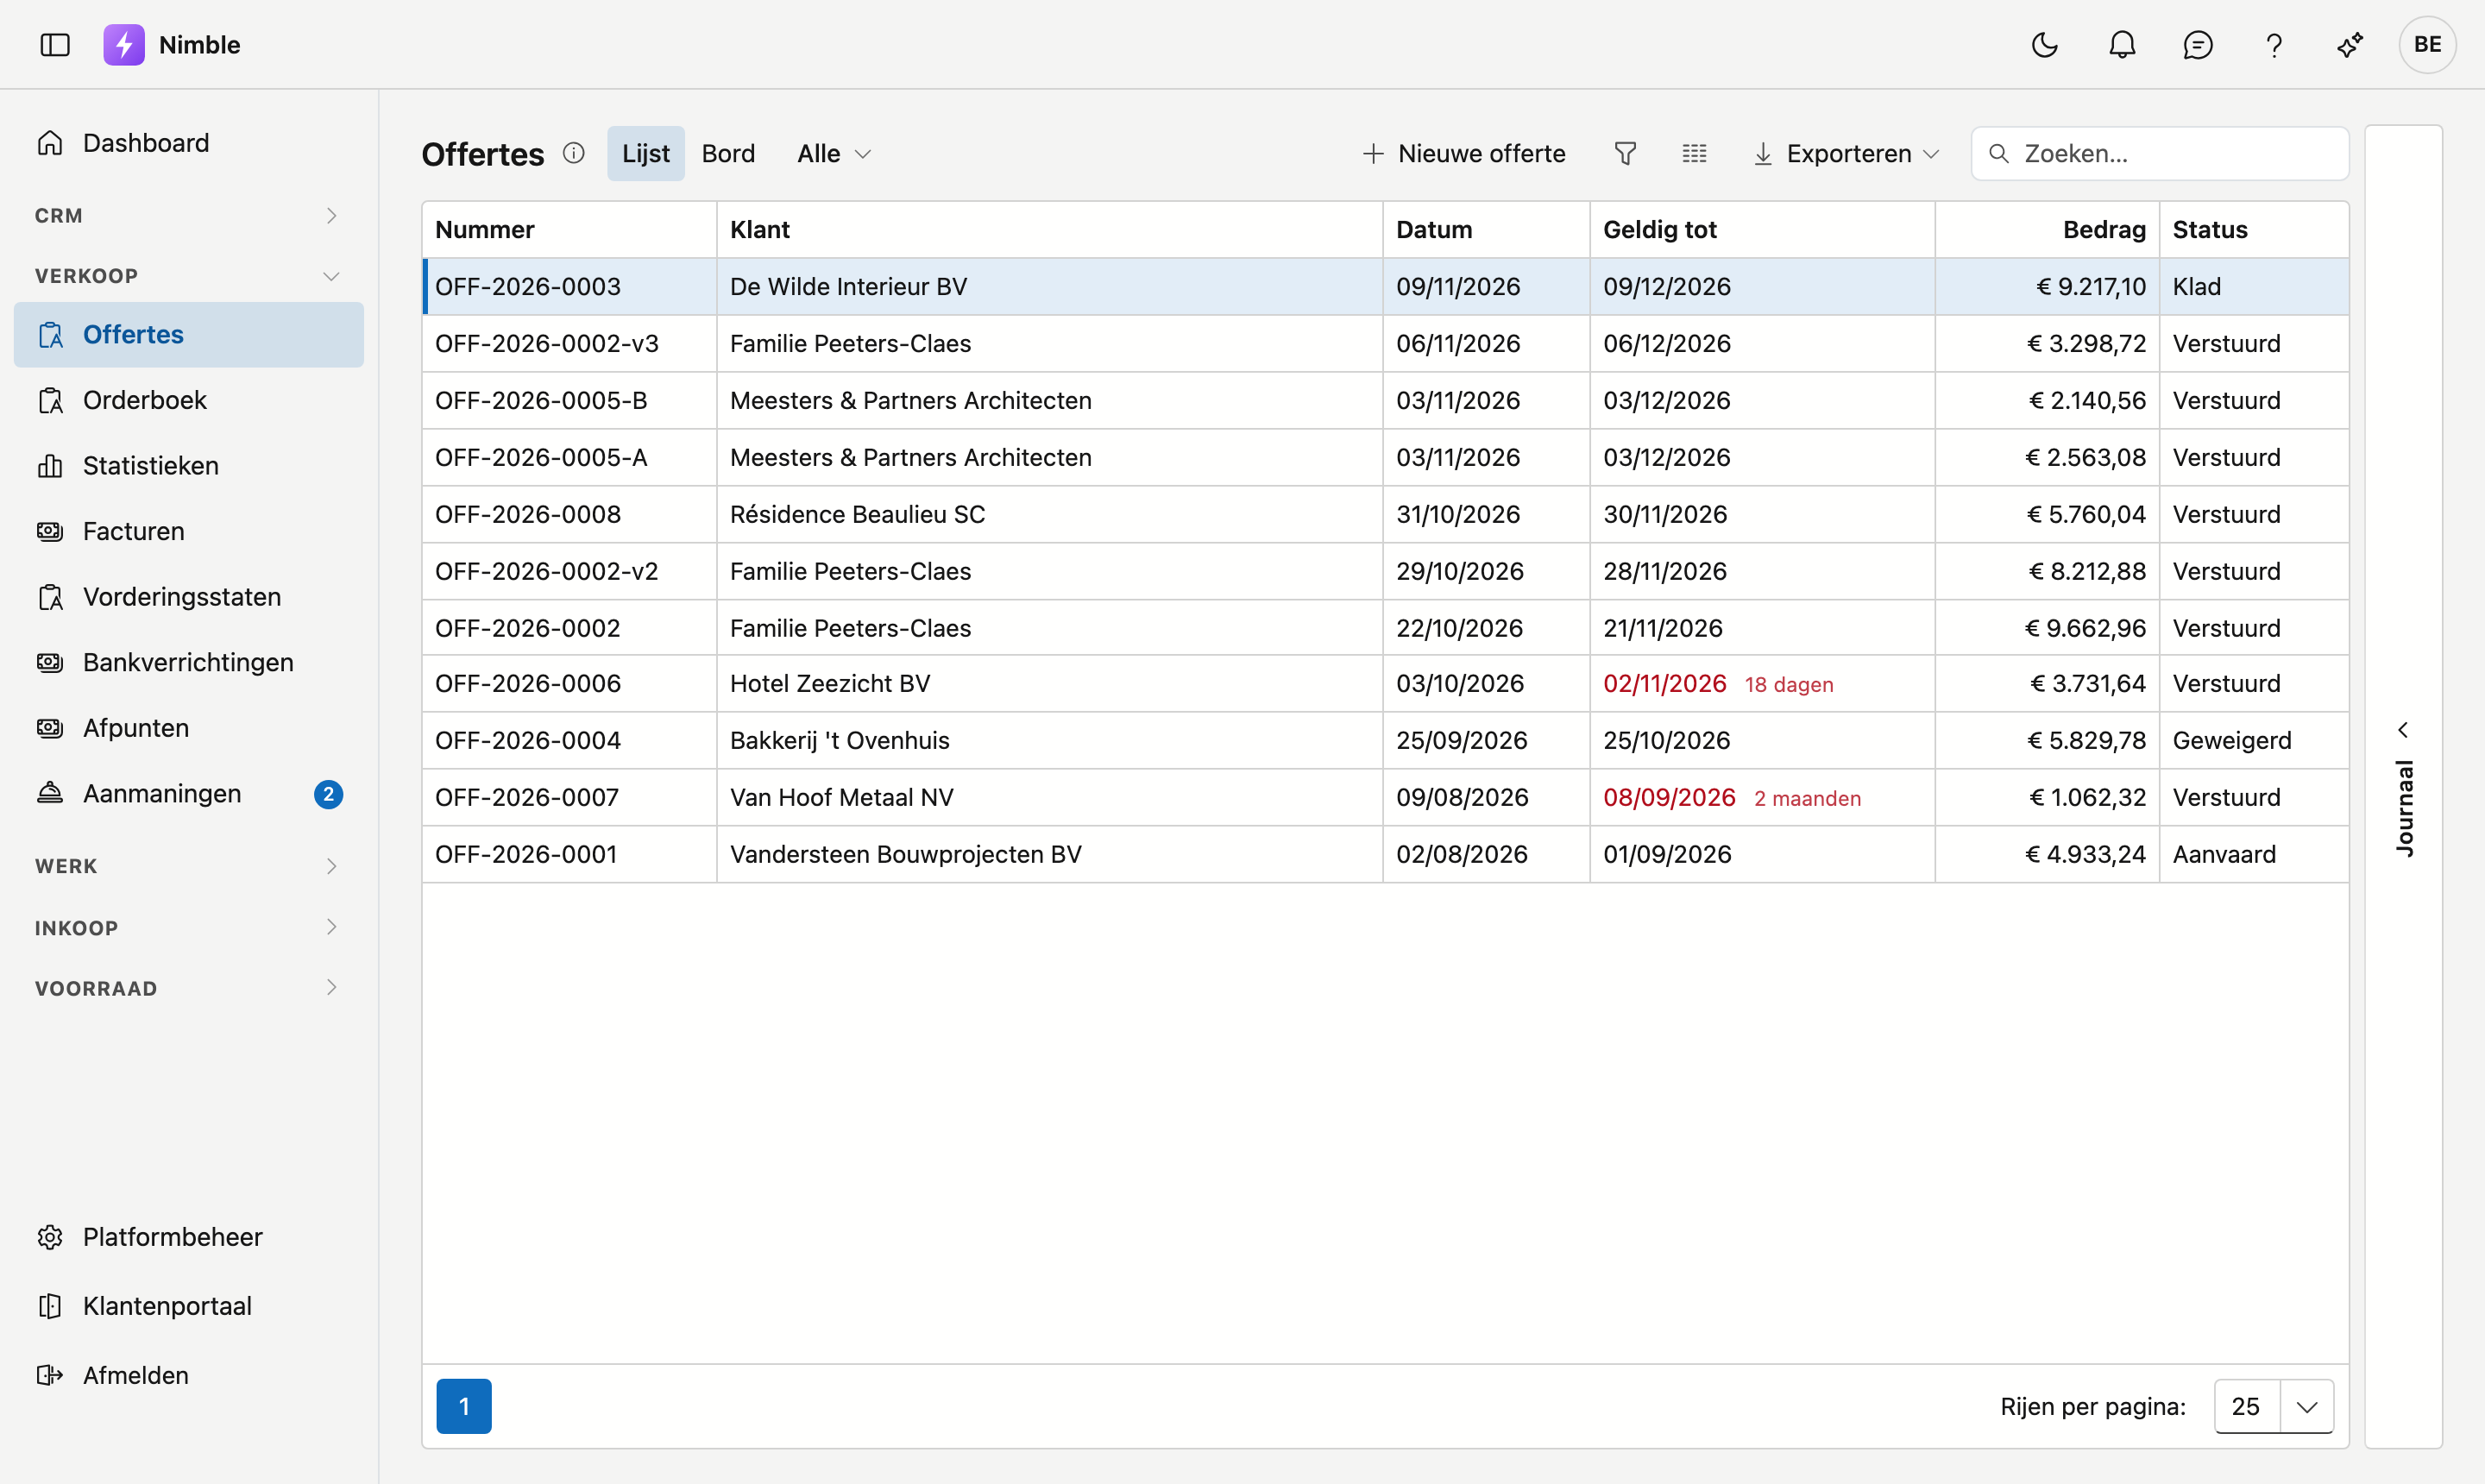 Nimble
BE
Dashboard
CRM
VERKOOP
Offertes
Orderboek
Statistieken
Facturen
Vorderingsstaten
Bankverrichtingen
Afpunten
Aanmaningen 2
WERK
INKOOP
VOORRAAD
Platformbeheer
Klantenportaal
Afmelden
Offertes Lijst Bord Alle Nieuwe offerte Exporteren Zoeken...
Nummer Klant Datum Geldig tot Bedrag Status
OFF-2026-0003 De Wilde Interieur BV 09/11/2026 09/12/2026 € 9.217,10 Klad
OFF-2026-0002-v3 Familie Peeters-Claes 06/11/2026 06/12/2026 € 3.298,72 Verstuurd
OFF-2026-0005-B Meesters & Partners Architecten 03/11/2026 03/12/2026 € 2.140,56 Verstuurd
OFF-2026-0005-A Meesters & Partners Architecten 03/11/2026 03/12/2026 € 2.563,08 Verstuurd
OFF-2026-0008 Résidence Beaulieu SC 31/10/2026 30/11/2026 € 5.760,04 Verstuurd
OFF-2026-0002-v2 Familie Peeters-Claes 29/10/2026 28/11/2026 € 8.212,88 Verstuurd
OFF-2026-0002 Familie Peeters-Claes 22/10/2026 21/11/2026 € 9.662,96 Verstuurd
OFF-2026-0006 Hotel Zeezicht BV 03/10/2026 02/11/2026 18 dagen € 3.731,64 Verstuurd
OFF-2026-0004 Bakkerij 't Ovenhuis 25/09/2026 25/10/2026 € 5.829,78 Geweigerd
OFF-2026-0007 Van Hoof Metaal NV 09/08/2026 08/09/2026 2 maanden € 1.062,32 Verstuurd
OFF-2026-0001 Vandersteen Bouwprojecten BV 02/08/2026 01/09/2026 € 4.933,24 Aanvaard
1 Rijen per pagina: 25
Journaal